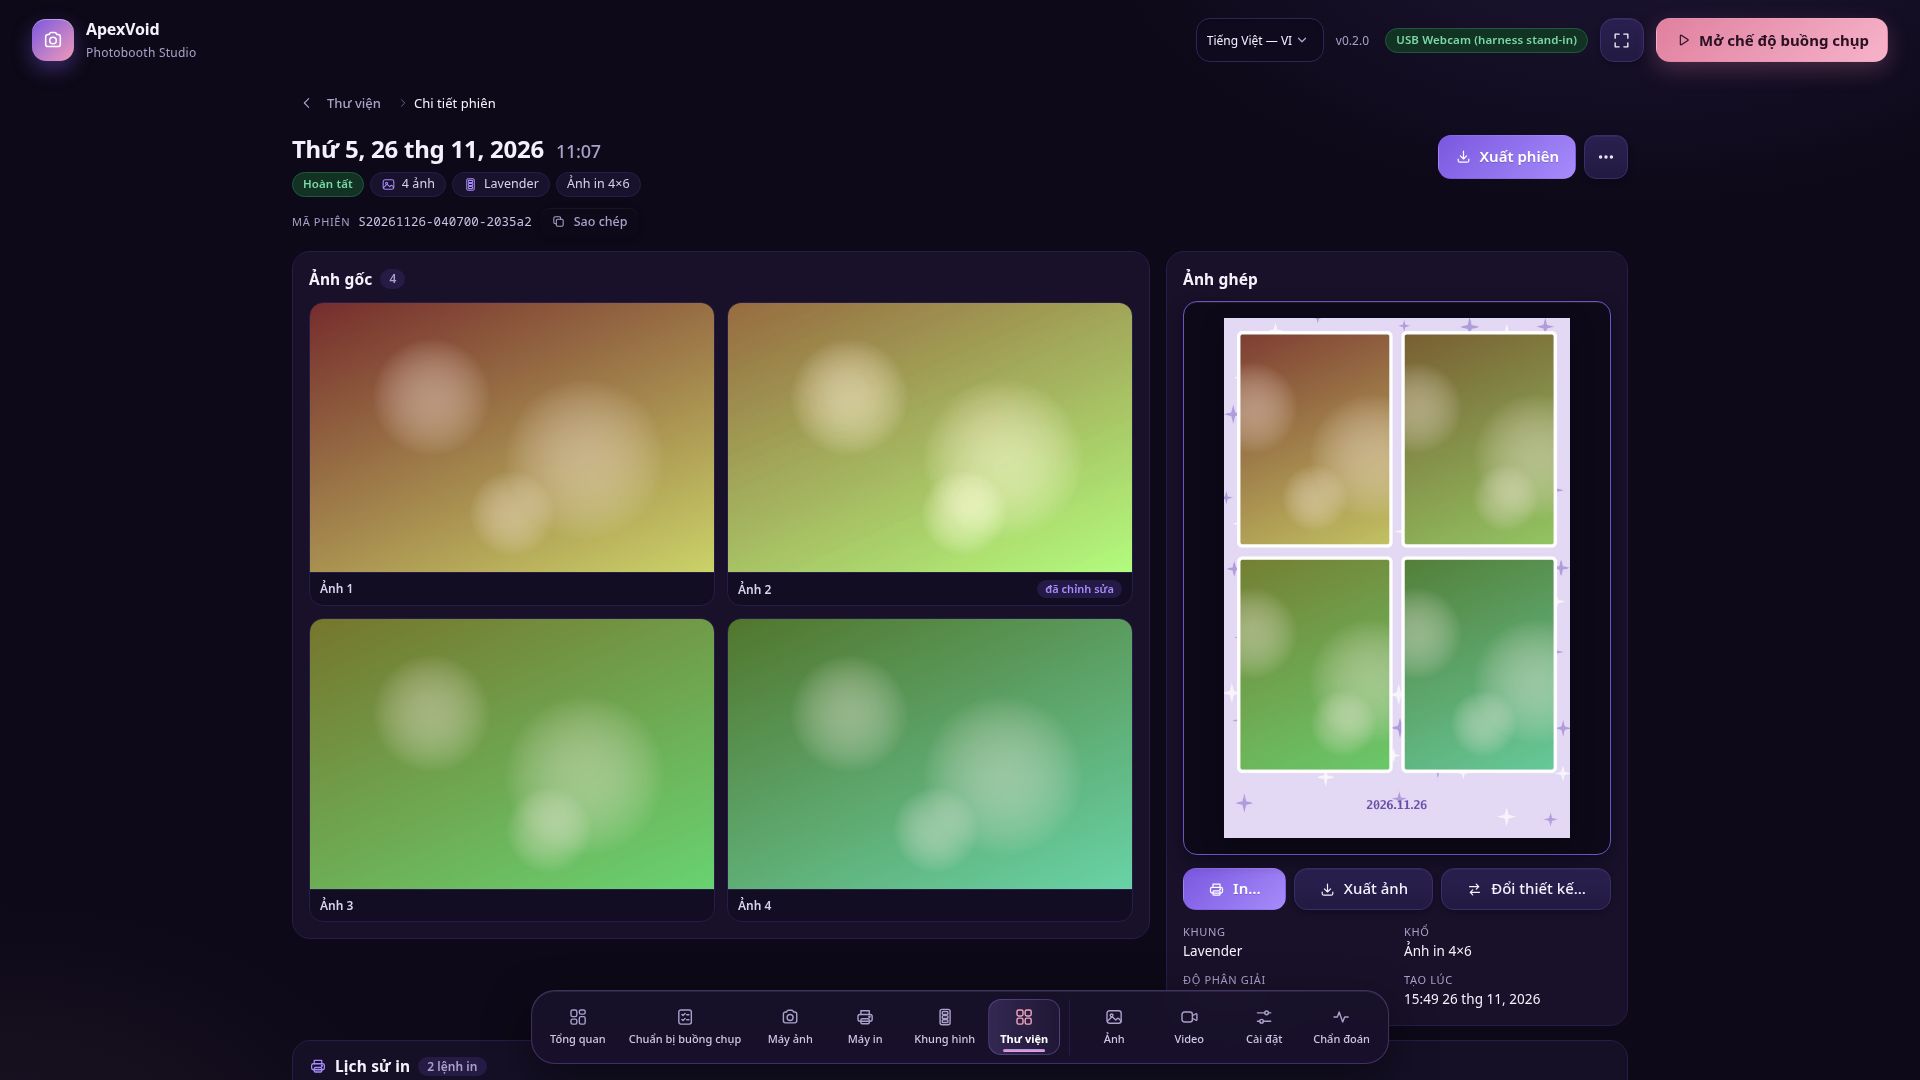 ApexVoid
Photobooth Studio
Tiếng Việt — VI
v0.2.0
USB Webcam (harness stand-in)
Mở chế độ buồng chụp
Thư viện
Chi tiết phiên
Thứ 5, 26 thg 11, 2026 11:07
Xuất phiên
Hoàn tất
4 ảnh
Lavender
Ảnh in 4×6
MÃ PHIÊN S20261126-040700-2035a2
Sao chép
Ảnh gốc 4
Ảnh 1
Ảnh 2
đã chỉnh sửa
Ảnh 3
Ảnh 4
Ảnh ghép
2026.11.26
In...
Xuất ảnh
Đổi thiết kế...
KHUNG
Lavender
KHỔ
Ảnh in 4×6
ĐỘ PHÂN GIẢI
TẠO LÚC
15:49 26 thg 11, 2026
Lịch sử in
2 lệnh in
Tổng quan
Chuẩn bị buồng chụp
Máy ảnh
Máy in
Khung hình
Thư viện
Ảnh
Video
Cài đặt
Chẩn đoán